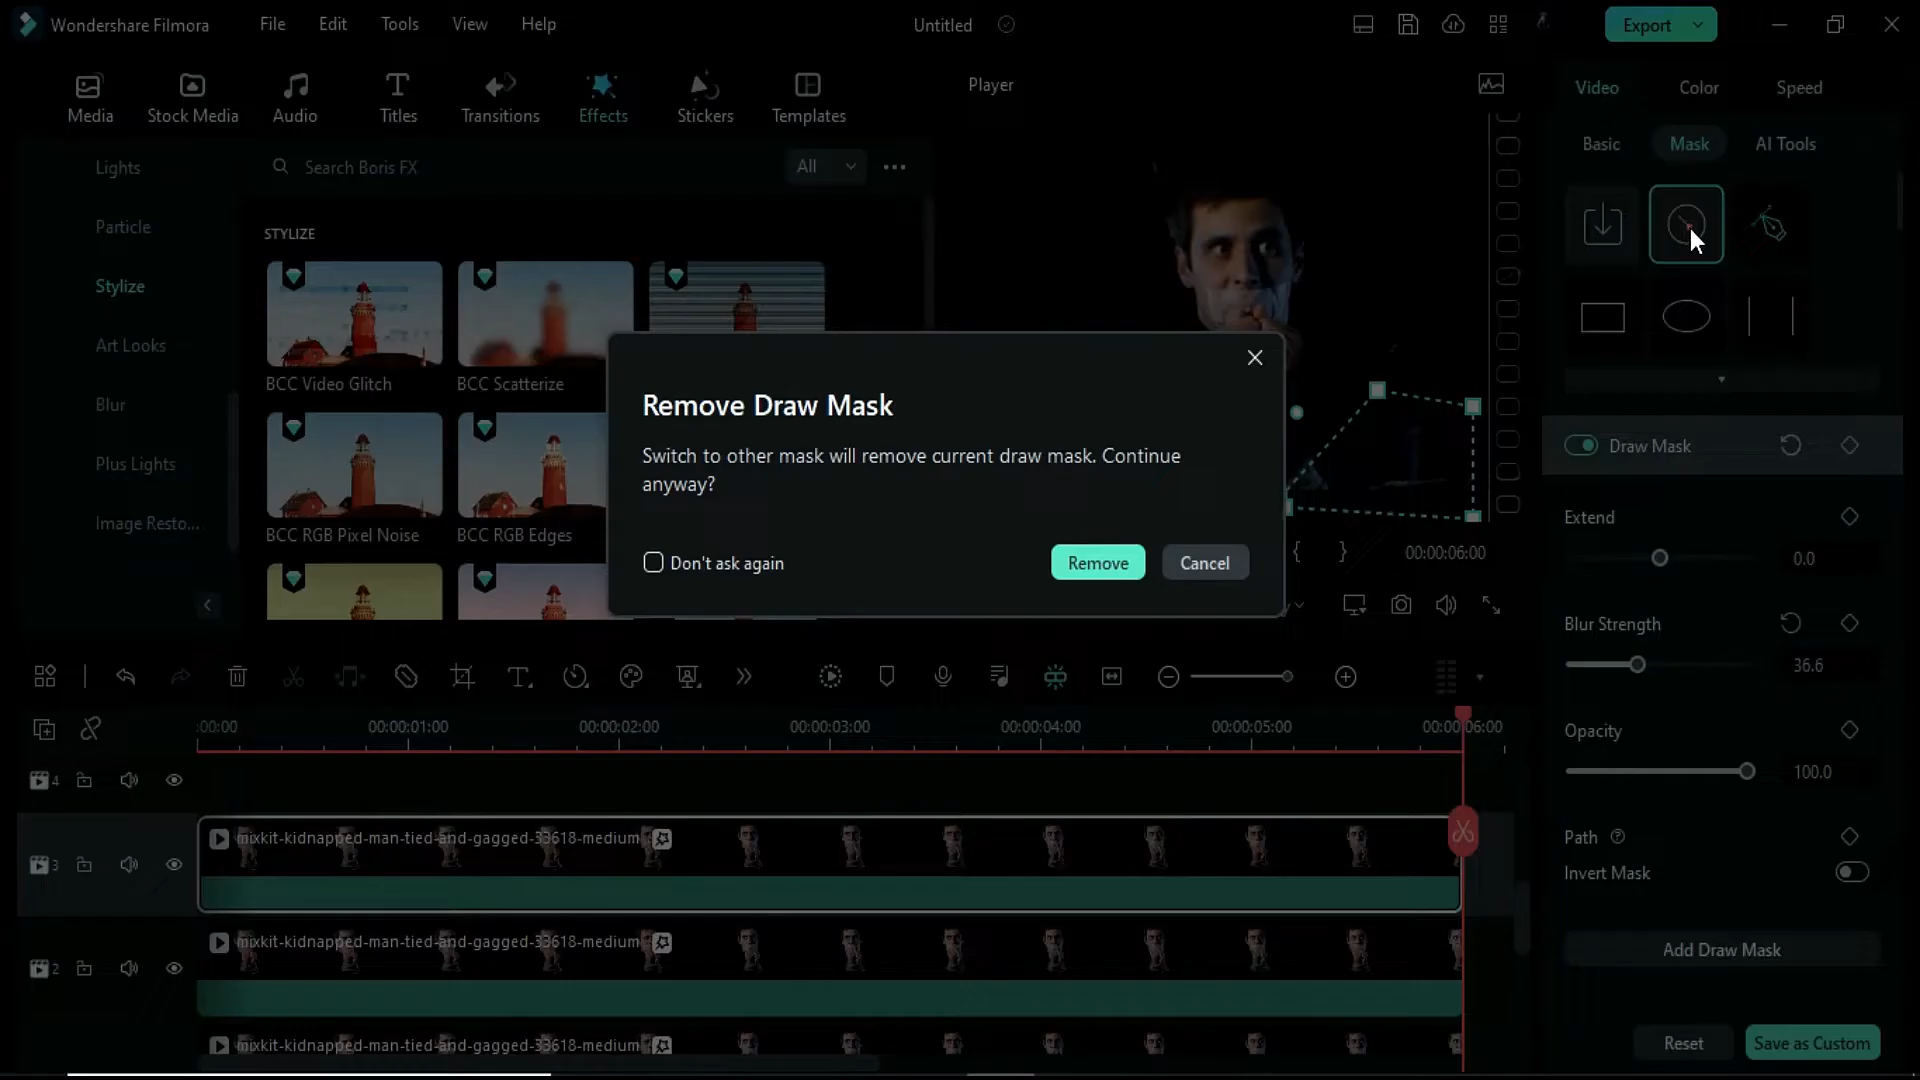 Wondershare Filmora
File
Edit
Tools
View
Help
Untitled
Export
Media
Stock Media
Audio
Titles
Transitions
Effects
Stickers
Templates
Player
Video
Color
Speed
Basic
Mask
AI Tools
Lights
Particle
Stylize
Art Looks
Blur
Plus Lights
Image Resto...
Search Boris FX
All
STYLIZE
BCC Video Glitch
BCC Scatterize
BCC RGB Pixel Noise
BCC RGB Edges
Remove Draw Mask
Switch to other mask will remove current draw mask. Continue
anyway?
Don't ask again
Remove
Cancel
{ }
00:00:06:00
Draw Mask
Extend
0.0
Blur Strength
36.6
Opacity
100.0
Path
Invert Mask
Add Draw Mask
Reset
Save as Custom
:00:00
00:00:01:00
00:00:02:00
00:00:03:00
00:00:04:00
00:00:05:00
00:00:06:00
4
3
mixkit-kidnapped-man-tied-and-gagged-33618-medium
2
mixkit-kidnapped-man-tied-and-gagged-33618-medium
mixkit-kidnapped-man-tied-and-gagged-33618-medium